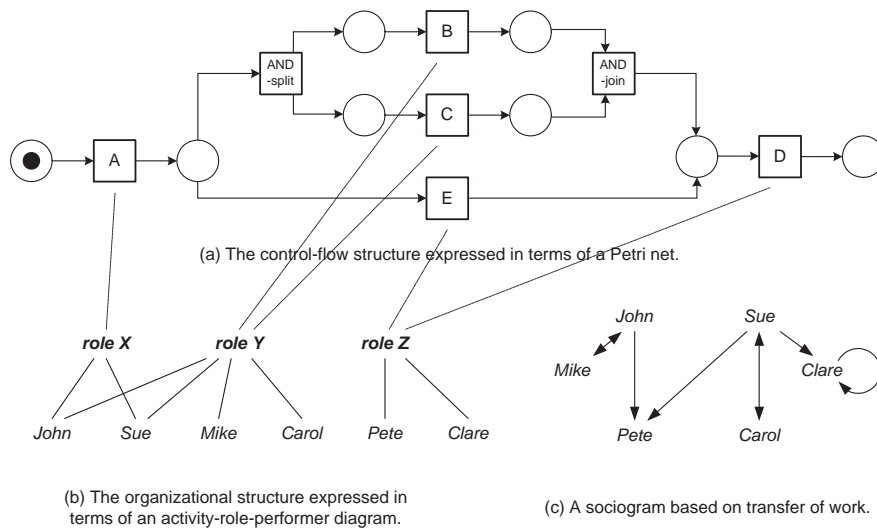 B
AND
-split
AND
-join
C
A
D
E
(a) The control-flow structure expressed in terms of a Petri net.
role X
role Y
role Z
John
Sue
Mike
Carol
Pete
Clare
(b) The organizational structure expressed in
terms of an activity-role-performer diagram.
John
Sue
Mike
Clare
Pete
Carol
(c) A sociogram based on transfer of work.